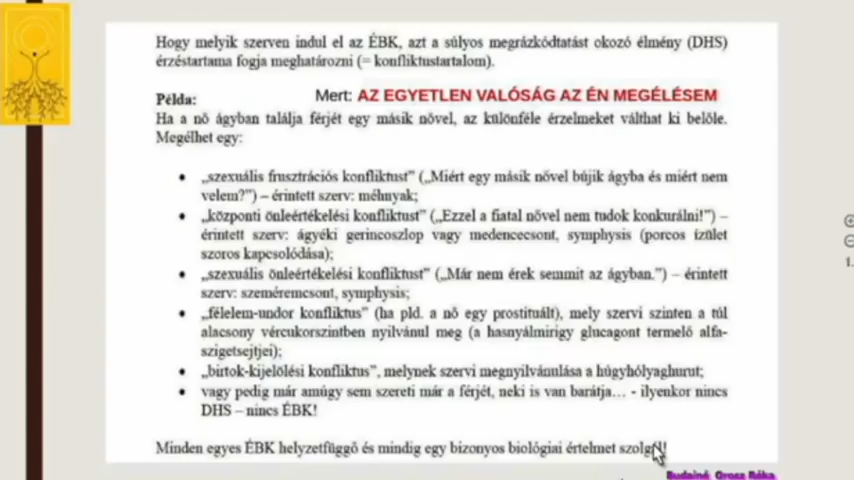 Hogy melyik szerven indul el az ÉBK, azt a súlyos megrázkódtatást okozó élmény (DHS)
érzéstartama fogja meghatározni (= konfliktustartalom).
Mert: AZ EGYETLEN VALÓSÁG AZ ÉN MEGÉLÉSEM
Példa:
Ha a nő ágyban találja férjét egy másik nővel, az különféle érzelmeket válthat ki belőle.
Megélhet egy:
• „szexuális frusztrációs konfliktust” („Miért egy másik nővel bújik ágyba és miért nem
velem?”) – érintett szerv: méhnyak;
• „központi önleértékelési konfliktust” („Ezzel a fiatal nővel nem tudok konkurálni!”) –
érintett szerv: ágyéki gerincoszlop vagy medencecsont, symphysis (porcos ízület
szoros kapcsolódása);
• „szexuális önleértékelési konfliktust” („Már nem érek semmit az ágyban.”) – érintett
szerv: szeméremcsont, symphysis;
• „félelem-undor konfliktus” (ha pld. a nő egy prostituált), mely szervi szinten a túl
alacsony vércukorszintben nyilvánul meg (a hasnyálmirigy glucagont termelő alfa-
szigetsejtjei);
• „birtok-kijelölési konfliktus”, melynek szervi megnyilvánulása a húgyhólyaghurut;
• vagy pedig már amúgy sem szereti már a férjét, neki is van barátja… - ilyenkor nincs
DHS – nincs ÉBK!
Minden egyes ÉBK helyzetfüggő és mindig egy bizonyos biológiai értelmet szolgál!
1.
Budainé Orosz Réka